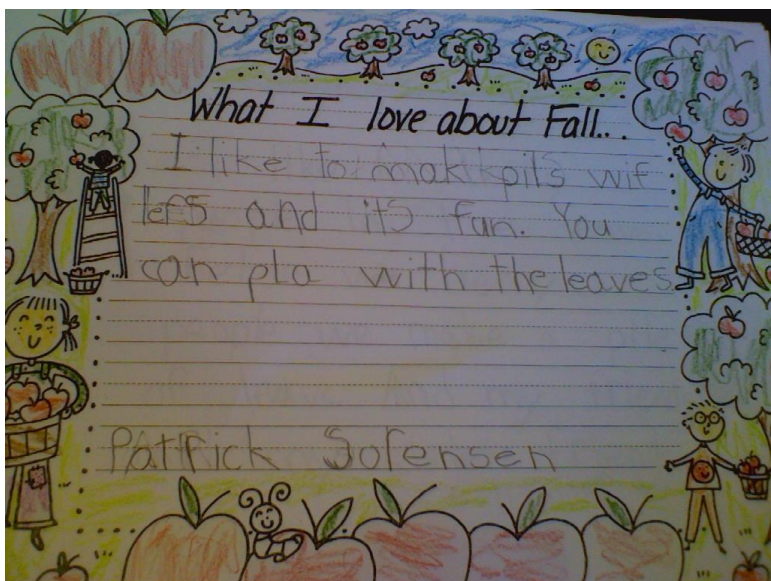 What I love about Fall...
I like to mak pils wif
lefs and its fun. You
can pla with the leaves
Patrick Sorensen